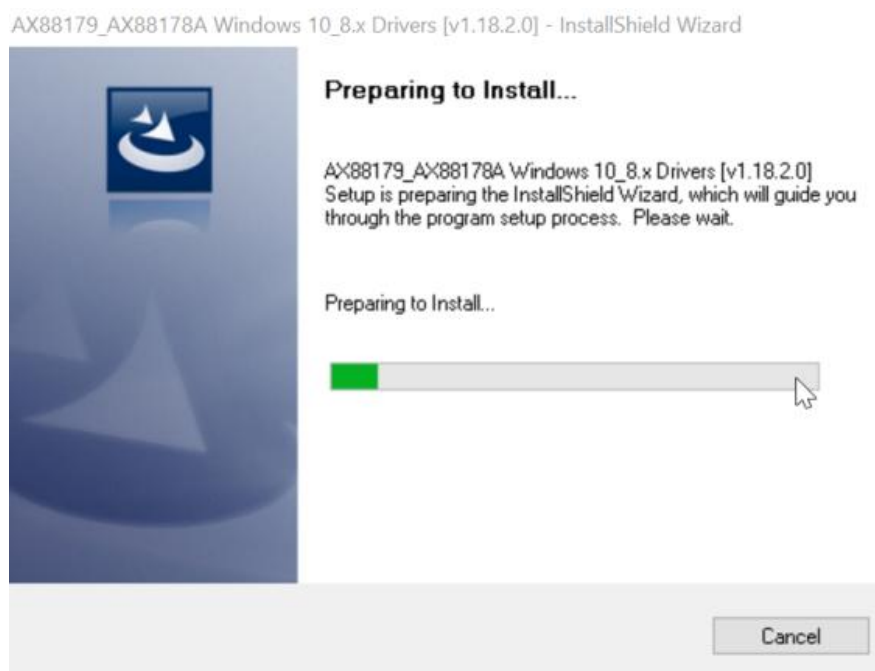 AX88179_AX88178A Windows 10_8.x Drivers [v1.18.2.0] - InstallShield Wizard
Preparing to Install...
AX88179_AX88178A Windows 10_8.x Drivers [v1.18.2.0]
Setup is preparing the InstallShield Wizard, which will guide you
through the program setup process.  Please wait.
Preparing to Install...
Cancel